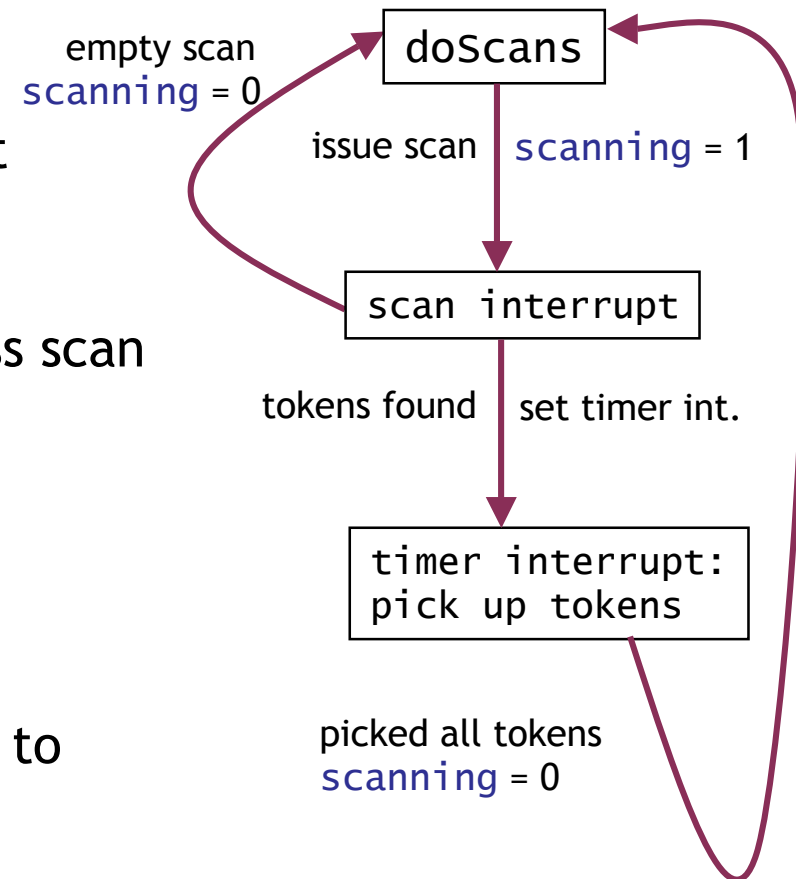 empty scan
scanning = 0
doScans
t
issue scan
scanning = 1
scan interrupt
ss scan
tokens found
set timer int.
timer interrupt:
pick up tokens
to
picked all tokens
scanning = 0